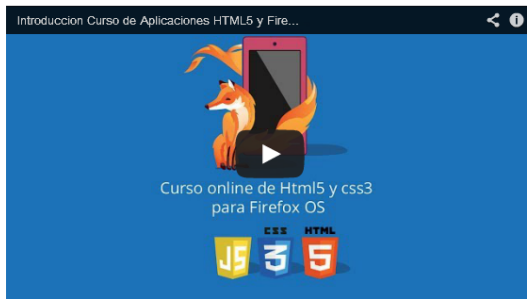 Introduccion Curso de Aplicaciones HTML5 y Fire...
Curso online de Html5 y css3
para Firefox OS
CSS HTML
JS 3 5